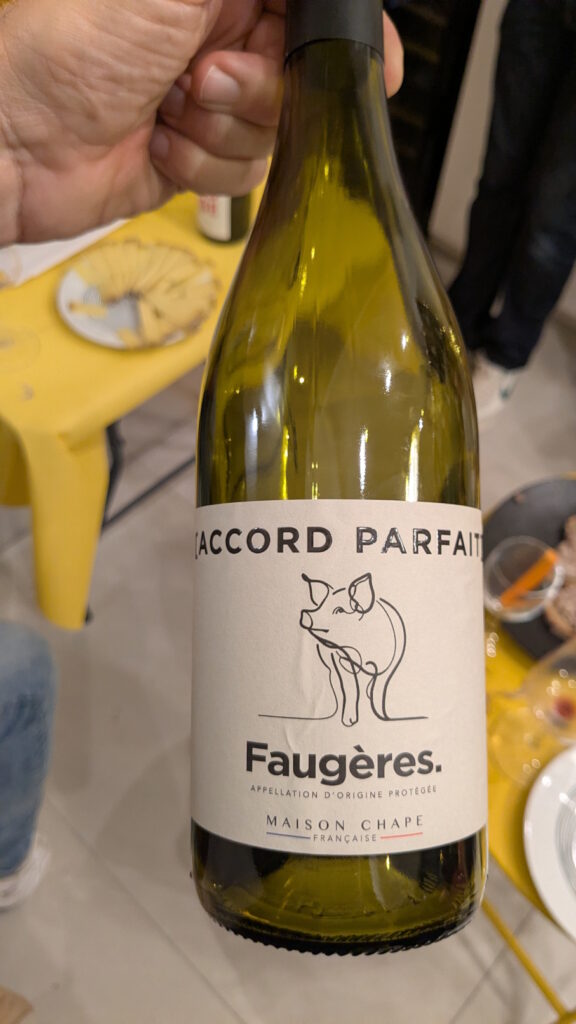 [ACCORD PARFAIT]
Faugères.
APPELLATION D'ORIGINE PROTÉGÉE
MAISON CHAPE
FRANÇAISE